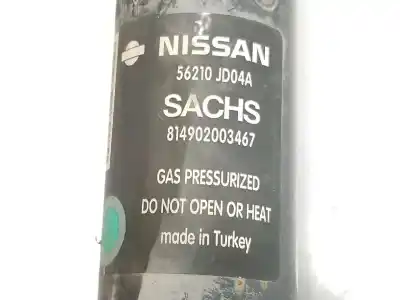 NISSAN
56210 JD04A
SACHS
814902003467
GAS PRESSURIZED
DO NOT OPEN OR HEAT
made in Turkey